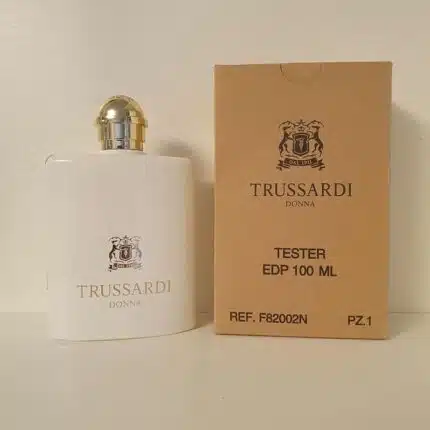 TRUSSARDI
DONNA
TRUSSARDI
DONNA
TESTER
EDP 100 ML
REF. F82002N PZ.1